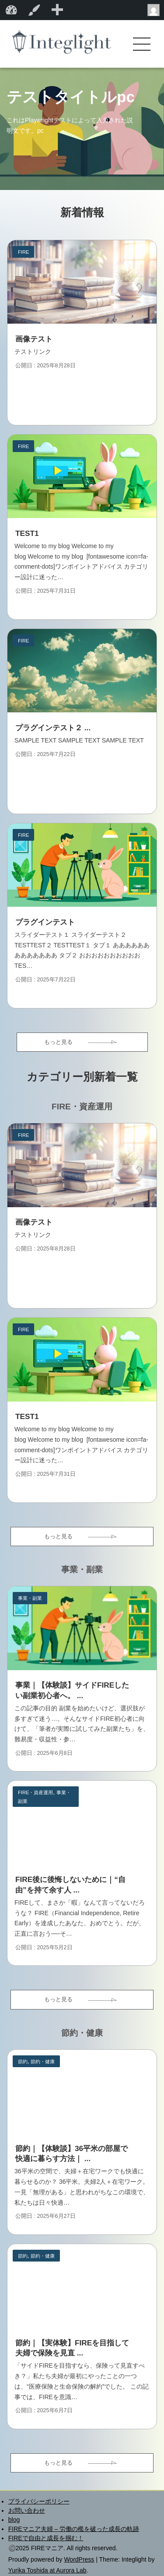 Integlight
テストタイトルpc
これはPlaywrightテストによって入力された説
明文です。pc
新着情報
FIRE
画像テスト
テストリンク
公開日 : 2025年8月28日
FIRE
TEST1
Welcome to my blog Welcome to my
blog Welcome to my blog  [fontawesome icon=fa-
comment-dots]ワンポイントアドバイス カテゴリ
ー設計に迷った…
公開日 : 2025年7月31日
FIRE
プラグインテスト２ ...
SAMPLE TEXT SAMPLE TEXT SAMPLE TEXT
公開日 : 2025年7月22日
FIRE
プラグインテスト
スライダーテスト１ スライダーテスト２
TESTTEST２ TESTTEST１ タブ１ ああああああ
あああああああ タブ２ おおおおおおおおおお
TES…
公開日 : 2025年7月22日
もっと見る
カテゴリー別新着一覧
FIRE・資産運用
FIRE
画像テスト
テストリンク
公開日 : 2025年8月28日
FIRE
TEST1
Welcome to my blog Welcome to my
blog Welcome to my blog  [fontawesome icon=fa-
comment-dots]ワンポイントアドバイス カテゴリ
ー設計に迷った…
公開日 : 2025年7月31日
もっと見る
事業・副業
事業・副業
事業｜【体験談】サイドFIREした
い副業初心者へ。 ...
この記事の目的 副業を始めたいけど、選択肢が
多すぎて迷う…。そんなサイドFIRE初心者に向
けて、「筆者が実際に試してみた副業たち」を、
難易度・収益性・参…
公開日 : 2025年6月8日
FIRE・資産運用, 事業・
副業
FIRE後に後悔しないために｜“自
由”を持て余す人 ...
FIREして、まさか「暇」なんて言ってないだろ
うな？ FIRE（Financial Independence, Retire
Early）を達成したあなた、おめでとう。だが、
正直に言おう──そ…
公開日 : 2025年5月2日
もっと見る
節約・健康
節約, 節約・健康
節約｜【体験談】36平米の部屋で
快適に暮らす方法｜ ...
36平米の空間で、夫婦＋在宅ワークでも快適に
暮らせるのか？ 36平米。夫婦2人＋在宅ワーク。
一見「無理がある」と思われがちなこの環境で、
私たちは日々快適…
公開日 : 2025年6月27日
節約, 節約・健康
節約｜【実体験】FIREを目指して
夫婦で保険を見直 ...
「サイドFIREを目指すなら、保険って見直すべ
き？」私たち夫婦が最初にやったことの一つ
は、“医療保険と生命保険の解約”でした。 この記
事では、FIREを意識…
公開日 : 2025年6月7日
もっと見る
プライバシーポリシー
お問い合わせ
blog
FIREマニア夫婦 – 労働の檻を破った成長の軌跡
FIREで自由と成長を掴む！
©2025 FIREマニア. All rights reserved.
Proudly powered by WordPress | Theme: Integlight by
Yurika Toshida at Aurora Lab.